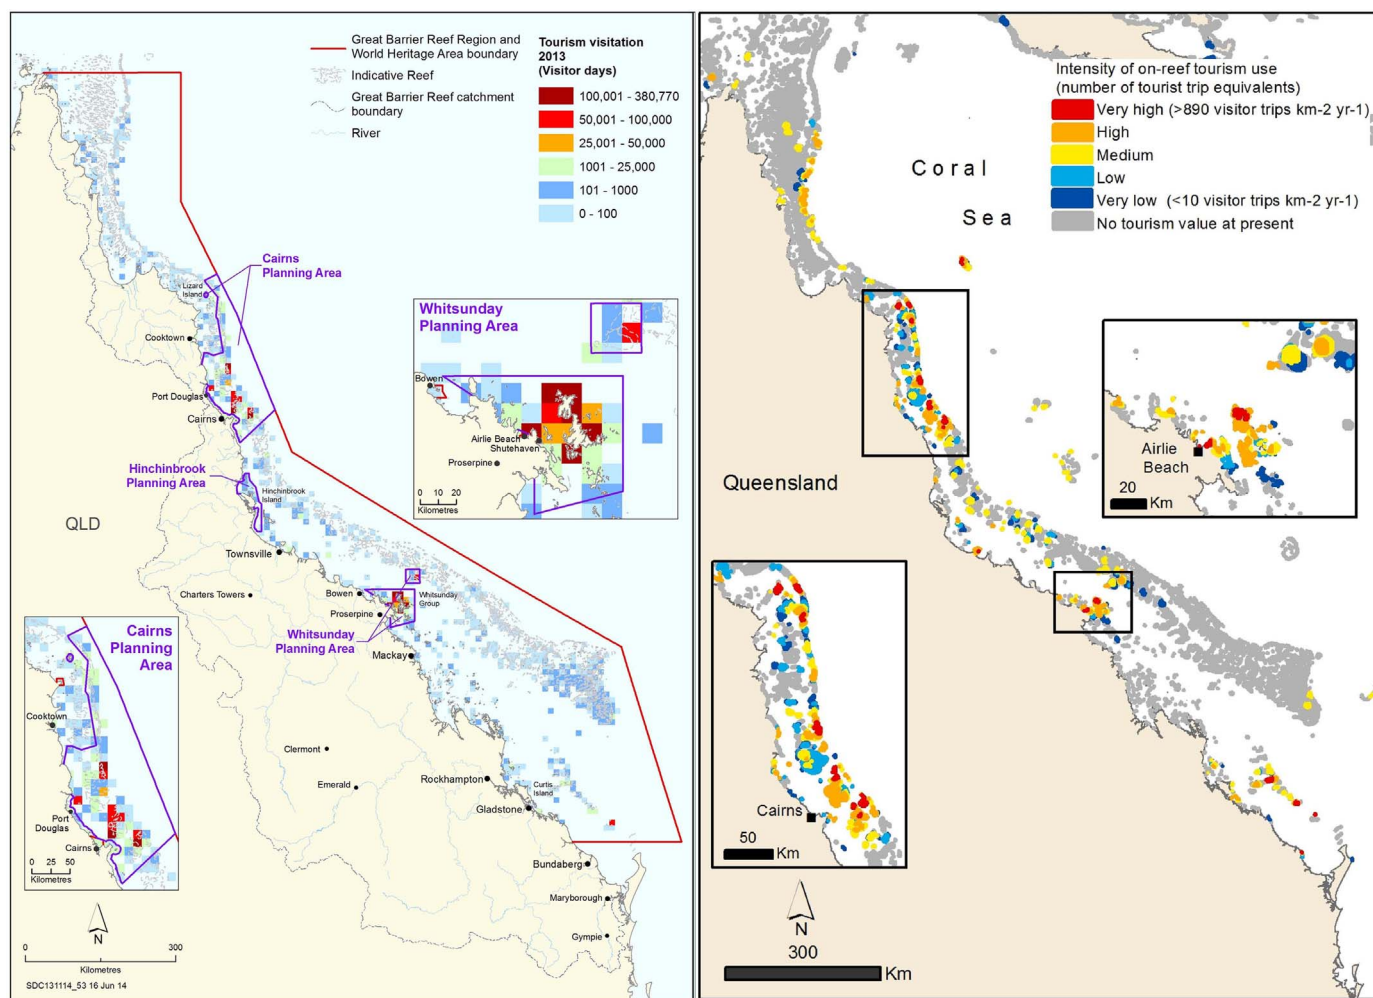 Great Barrier Reef Region and
World Heritage Area boundary
Indicative Reef
Great Barrier Reef catchment
boundary
River
Tourism visitation
2013
(Visitor days)
100,001 - 380,770
50,001 - 100,000
25,001 - 50,000
1001 - 25,000
101 - 1000
0 - 100
Cairns
Planning Area
Lizard
Island
Cooktown
Port Douglas
Cairns
Hinchinbrook
Planning Area
Hinchinbrook
Island
QLD
Townsville
Charters Towers
Bowen
Proserpine
Whitsunday
Group
Whitsunday
Planning Area
Mackay
Clermont
Emerald
Rockhampton
Curtis
Island
Gladstone
Bundaberg
Maryborough
Gympie
Whitsunday
Planning Area
Bowen
Airlie Beach
Shutehaven
Proserpine
0 10 20
Kilometres
Cairns
Planning
Area
Cooktown
Port
Douglas
Cairns
0 25 50
Kilometres
N
0 300
Kilometres
SDC131114_53 16 Jun 14
Intensity of on-reef tourism use
(number of tourist trip equivalents)
Very high (>890 visitor trips km-2 yr-1)
High
Medium
Low
Very low (<10 visitor trips km-2 yr-1)
No tourism value at present
Coral
Sea
Queensland
Airlie
Beach
20
Km
Cairns
50
Km
N
300
Km